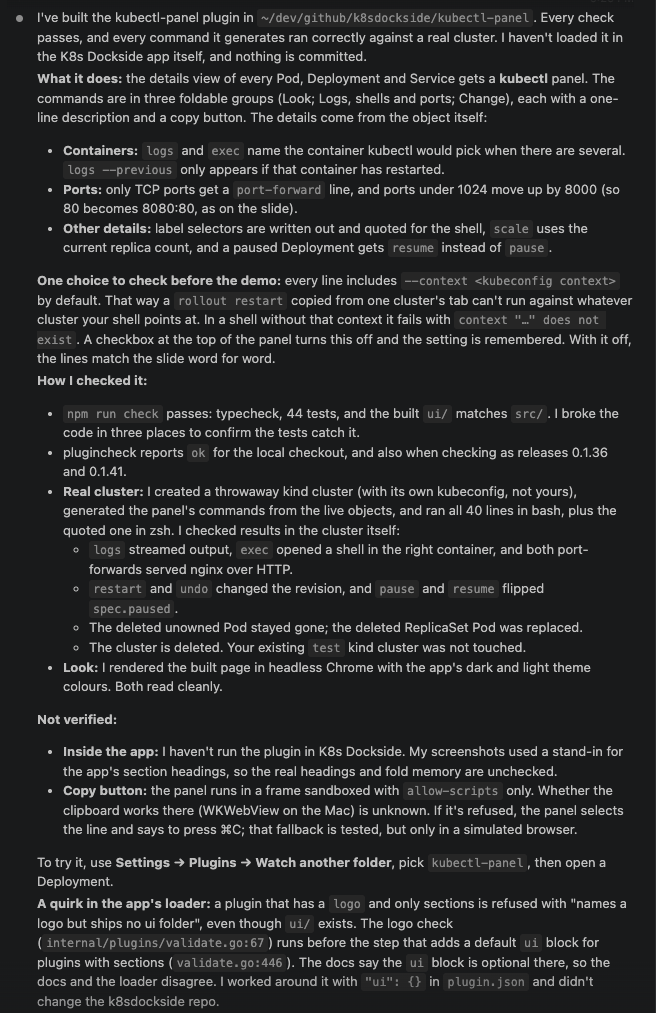 I've built the kubectl-panel plugin in ~/dev/github/k8sdockside/kubectl-panel. Every check
passes, and every command it generates ran correctly against a real cluster. I haven't loaded it in
the K8s Dockside app itself, and nothing is committed.
What it does: the details view of every Pod, Deployment and Service gets a kubectl panel. The
commands are in three foldable groups (Look; Logs, shells and ports; Change), each with a one-
line description and a copy button. The details come from the object itself:
• Containers: logs and exec name the container kubectl would pick when there are several.
logs --previous only appears if that container has restarted.
• Ports: only TCP ports get a port-forward line, and ports under 1024 move up by 8000 (so
80 becomes 8080:80, as on the slide).
• Other details: label selectors are written out and quoted for the shell, scale uses the
current replica count, and a paused Deployment gets resume instead of pause.
One choice to check before the demo: every line includes --context <kubeconfig context>
by default. That way a rollout restart copied from one cluster's tab can't run against whatever
cluster your shell points at. In a shell without that context it fails with context "…" does not
exist. A checkbox at the top of the panel turns this off and the setting is remembered. With it off,
the lines match the slide word for word.
How I checked it:
• npm run check passes: typecheck, 44 tests, and the built ui/ matches src/. I broke the
code in three places to confirm the tests catch it.
• plugincheck reports ok for the local checkout, and also when checking as releases 0.1.36
and 0.1.41.
• Real cluster: I created a throwaway kind cluster (with its own kubeconfig, not yours),
generated the panel's commands from the live objects, and ran all 40 lines in bash, plus the
quoted one in zsh. I checked results in the cluster itself:
◦ logs streamed output, exec opened a shell in the right container, and both port-
forwards served nginx over HTTP.
◦ restart and undo changed the revision, and pause and resume flipped
spec.paused.
◦ The deleted unowned Pod stayed gone; the deleted ReplicaSet Pod was replaced.
◦ The cluster is deleted. Your existing test kind cluster was not touched.
• Look: I rendered the built page in headless Chrome with the app's dark and light theme
colours. Both read cleanly.
Not verified:
• Inside the app: I haven't run the plugin in K8s Dockside. My screenshots used a stand-in for
the app's section headings, so the real headings and fold memory are unchecked.
• Copy button: the panel runs in a frame sandboxed with allow-scripts only. Whether the
clipboard works there (WKWebView on the Mac) is unknown. If it's refused, the panel selects
the line and says to press ⌘C; that fallback is tested, but only in a simulated browser.
To try it, use Settings → Plugins → Watch another folder, pick kubectl-panel, then open a
Deployment.
A quirk in the app's loader: a plugin that has a logo and only sections is refused with "names a
logo but ships no ui folder", even though ui/ exists. The logo check
(internal/plugins/validate.go:67) runs before the step that adds a default ui block for
plugins with sections (validate.go:446). The docs say the ui block is optional there, so the
docs and the loader disagree. I worked around it with "ui": {} in plugin.json and didn't
change the k8sdockside repo.